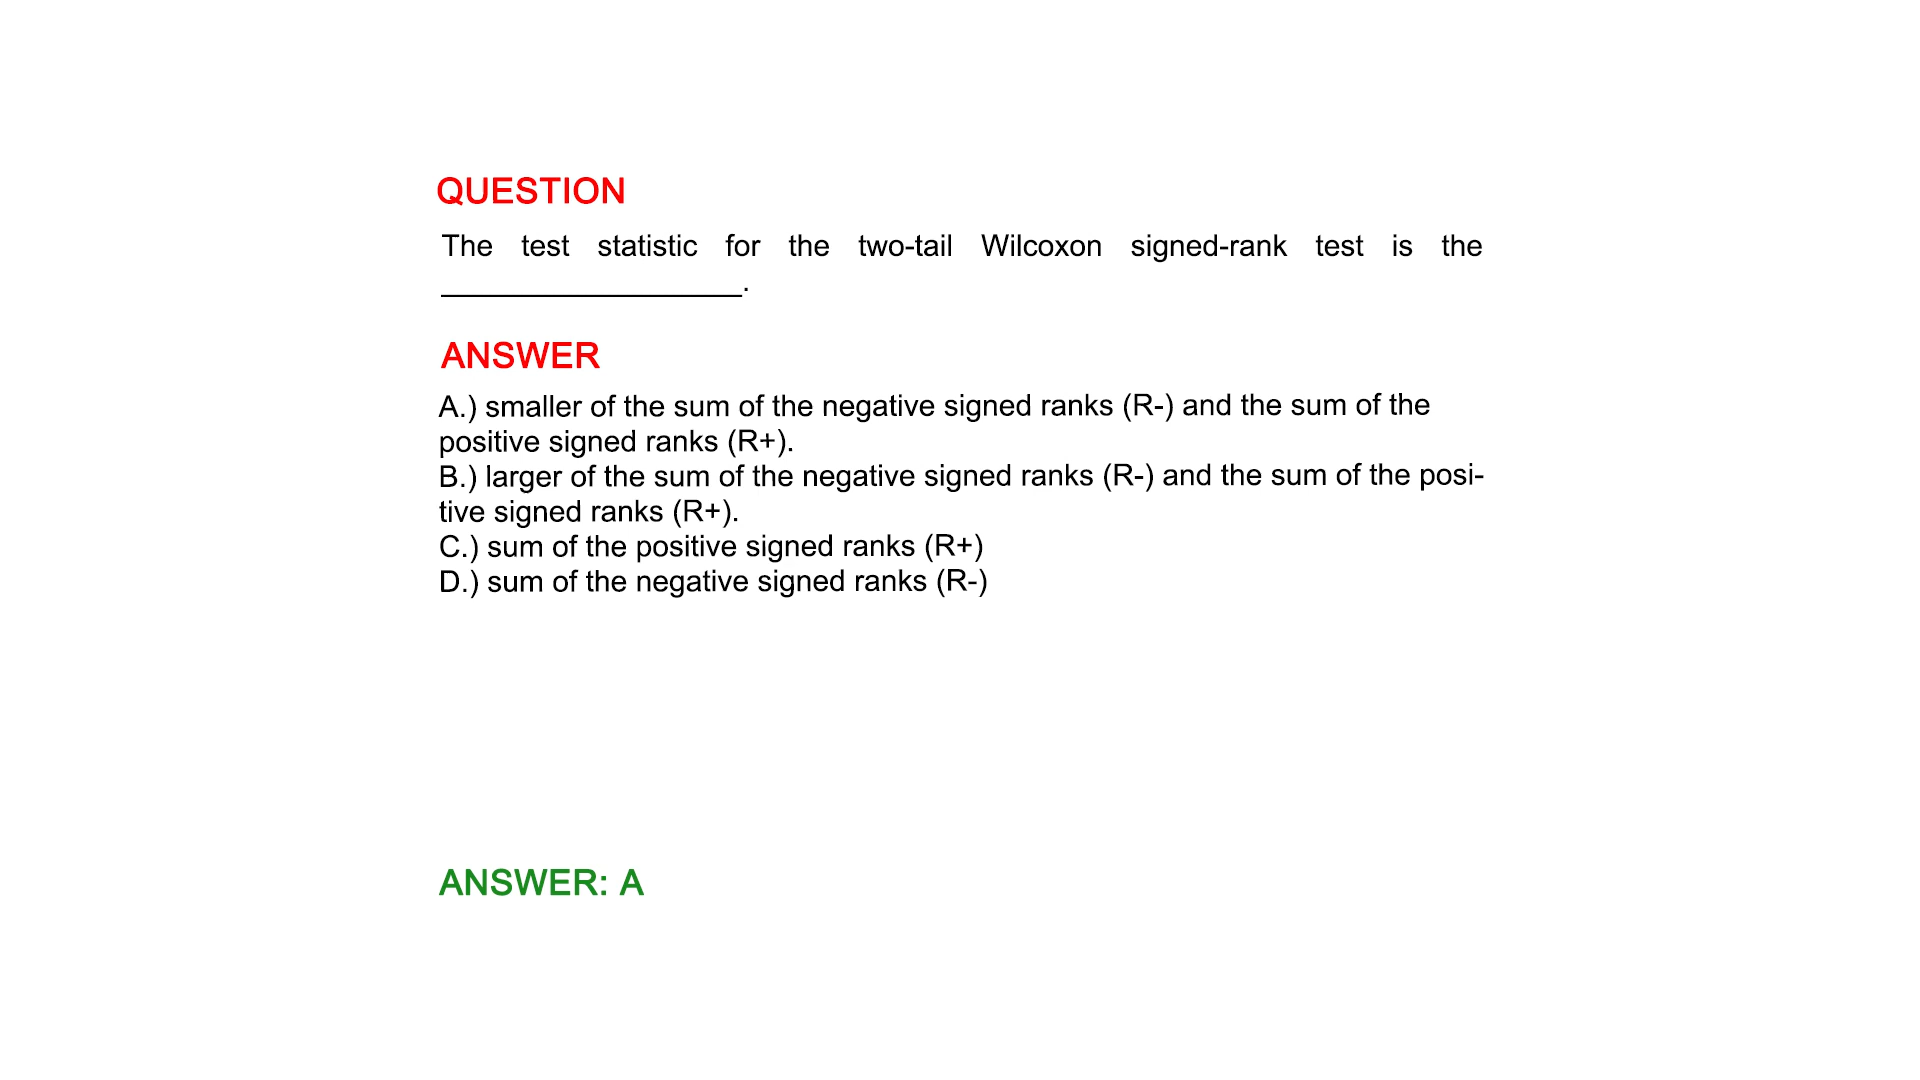 QUESTION
The test statistic for the two-tail Wilcoxon signed-rank test is the
__________________.
ANSWER
A.) smaller of the sum of the negative signed ranks (R-) and the sum of the
positive signed ranks (R+).
B.) larger of the sum of the negative signed ranks (R-) and the sum of the posi-
tive signed ranks (R+).
C.) sum of the positive signed ranks (R+)
D.) sum of the negative signed ranks (R-)
ANSWER: A